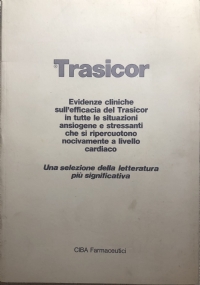 Trasicor
Evidenze cliniche
sull'efficacia del Trasicor
in tutte le situazioni
ansiogene e stressanti
che si ripercuotono
nocivamente a livello
cardiaco
Una selezione della letteratura
più significativa
CIBA Farmaceutici